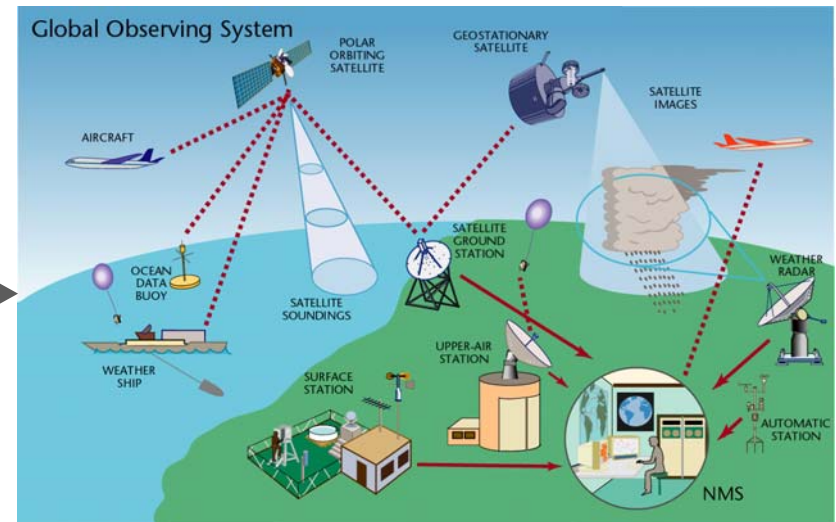 Global Observing System
POLAR
ORBITING
SATELLITE
GEOSTATIONARY
SATELLITE
SATELLITE
IMAGES
AIRCRAFT
OCEAN
DATA
BUOY
SATELLITE
SOUNDINGS
SATELLITE
GROUND
STATION
WEATHER
RADAR
WEATHER
SHIP
SURFACE
STATION
UPPER-AIR
STATION
AUTOMATIC
STATION
NMS